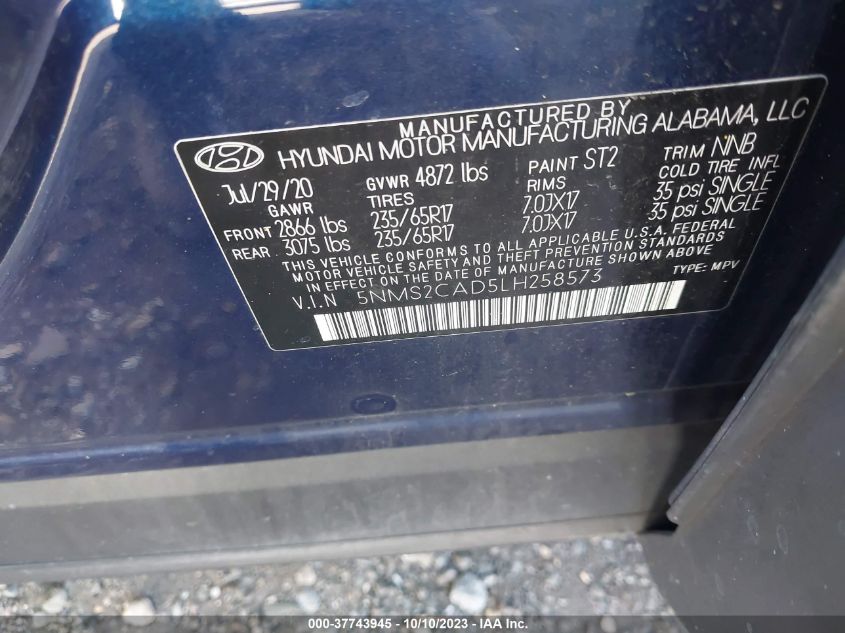 MANUFACTURED BY
HYUNDAI MOTOR MANUFACTURING ALABAMA, LLC
Jul/29/20 GVWR 4872 lbs PAINT ST2 TRIM NNB
GAWR TIRES RIMS COLD TIRE INFL
FRONT 2866 lbs 235/65R17 7.0JX17 35 psi SINGLE
REAR 3075 lbs 235/65R17 7.0JX17 35 psi SINGLE
THIS VEHICLE CONFORMS TO ALL APPLICABLE U.S.A. FEDERAL
MOTOR VEHICLE SAFETY AND THEFT PREVENTION STANDARDS
IN EFFECT ON THE DATE OF MANUFACTURE SHOWN ABOVE
V.I.N 5NMS2CAD5LH258573 TYPE: MPV
000-37743945 - 10/10/2023 - IAA Inc.